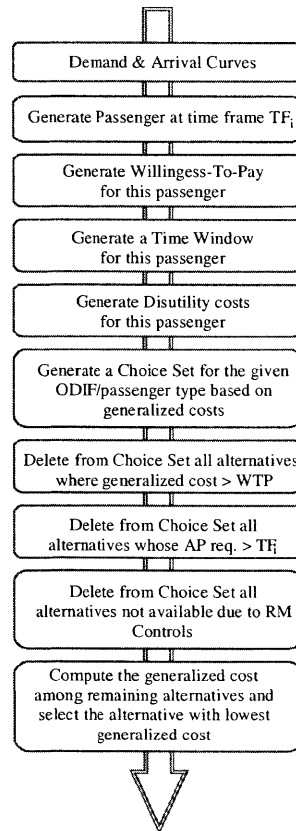 Demand & Arrival Curves
Generate Passenger at time frame TFi
Generate Willingess-To-Pay
for this passenger
Generate a Time Window
for this passenger
Generate Disutility costs
for this passenger
Generate a Choice Set for the given
ODIF/passenger type based on
generalized costs
Delete from Choice Set all alternatives
where generalized cost > WTP
Delete from Choice Set all
alternatives whose AP req. > TFi
Delete from Choice Set all
alternatives not available due to RM
Controls
Compute the generalized cost
among remaining alternatives and
select the alternative with lowest
generalized cost